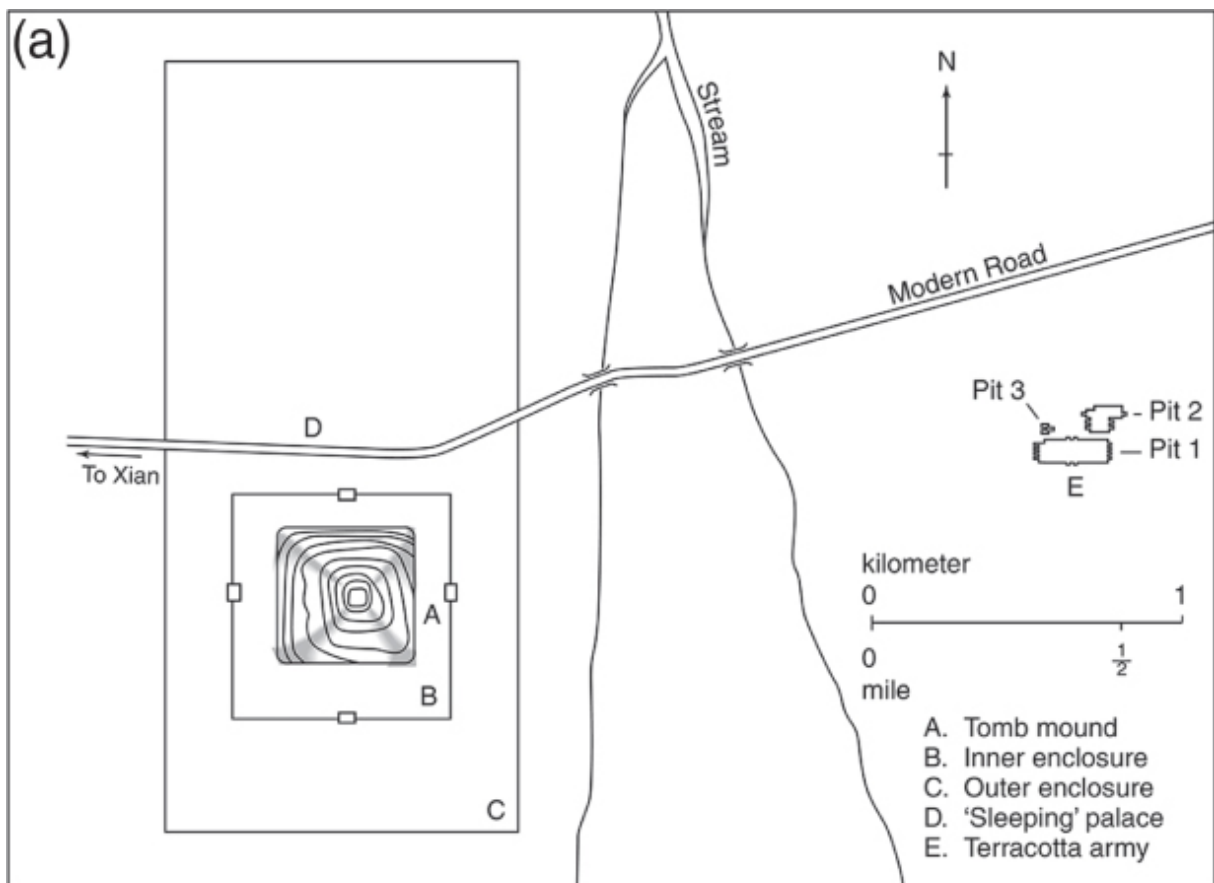 (a)
N
Stream
Modern Road
D
To Xian
Pit 3
Pit 2
Pit 1
E
A
B
C
kilometer
0 1
0 1/2
mile
A. Tomb mound
B. Inner enclosure
C. Outer enclosure
D. ‘Sleeping’ palace
E. Terracotta army